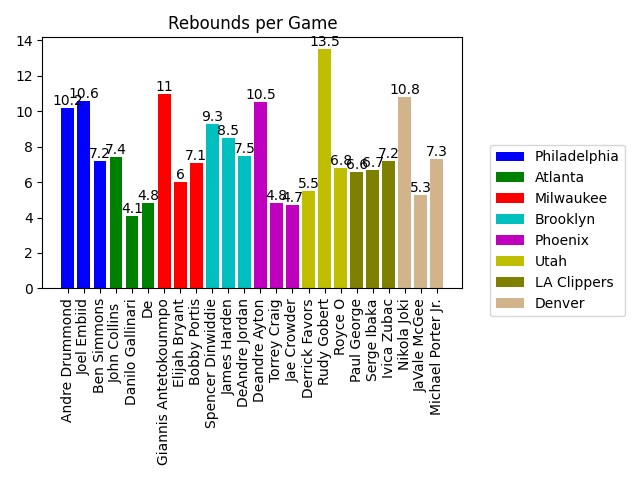 Rebounds per Game
14
12
10
8
6
4
2
0
10.2
10.6
7.2
7.4
4.1
4.8
11
6
7.1
9.3
8.5
7.5
10.5
4.8
4.7
5.5
13.5
6.8
6.6
6.7
7.2
10.8
5.3
7.3
Andre Drummond
Joel Embiid
Ben Simmons
John Collins
Danilo Gallinari
De
Giannis Antetokounmpo
Elijah Bryant
Bobby Portis
Spencer Dinwiddie
James Harden
DeAndre Jordan
Deandre Ayton
Torrey Craig
Jae Crowder
Derrick Favors
Rudy Gobert
Royce O
Paul George
Serge Ibaka
Ivica Zubac
Nikola Joki
JaVale McGee
Michael Porter Jr.
Philadelphia
Atlanta
Milwaukee
Brooklyn
Phoenix
Utah
LA Clippers
Denver